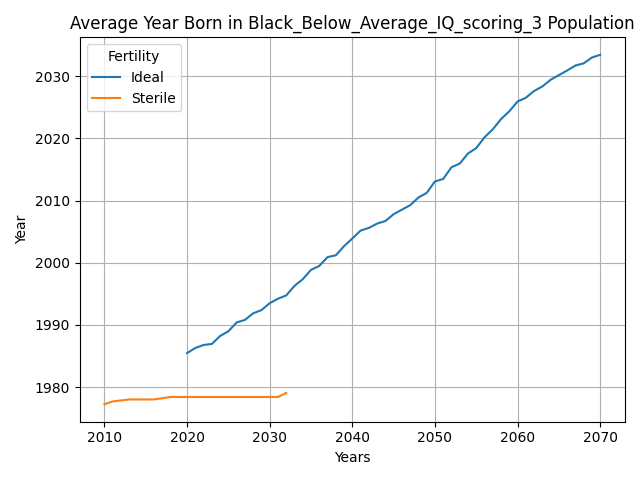 Average Year Born in Black_Below_Average_IQ_scoring_3 Population
Fertility
Ideal
Sterile
Year
2030
2020
2010
2000
1990
1980
2010 2020 2030 2040 2050 2060 2070
Years